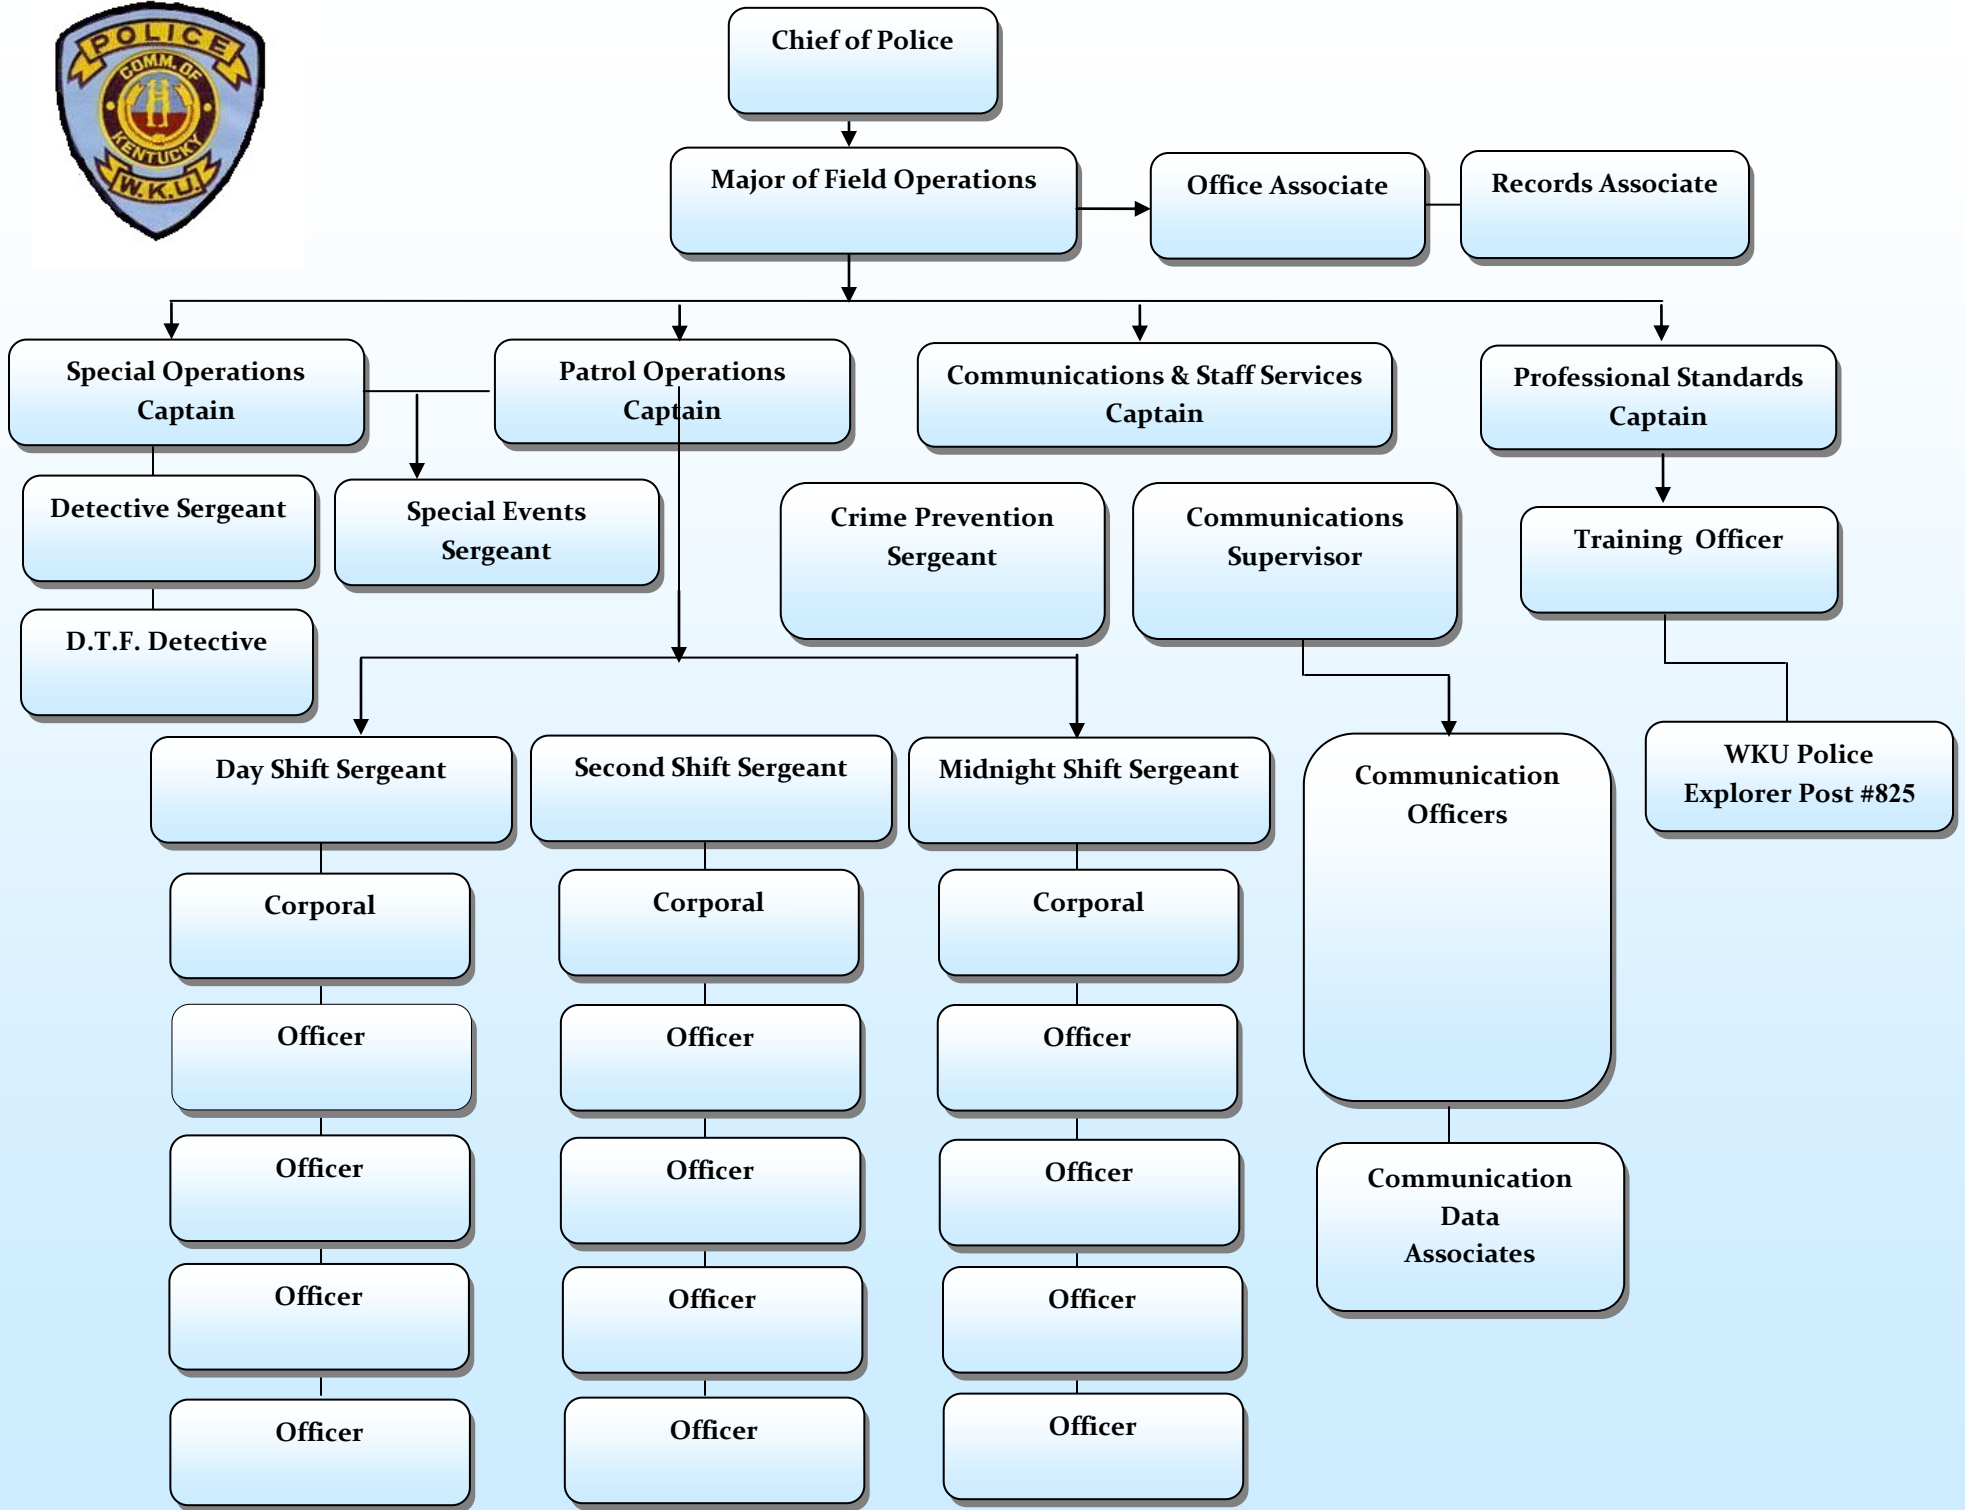 POLICE
COMM. OF
KENTUCKY
W.K.U.
Chief of Police
Major of Field Operations
Office Associate
Records Associate
Special Operations
Captain
Patrol Operations
Captain
Communications & Staff Services
Captain
Professional Standards
Captain
Detective Sergeant
Special Events
Sergeant
Crime Prevention
Sergeant
Communications
Supervisor
Training Officer
D.T.F. Detective
Day Shift Sergeant
Second Shift Sergeant
Midnight Shift Sergeant
Communication
Officers
WKU Police
Explorer Post #825
Corporal
Corporal
Corporal
Officer
Officer
Officer
Officer
Officer
Officer
Communication
Data
Associates
Officer
Officer
Officer
Officer
Officer
Officer